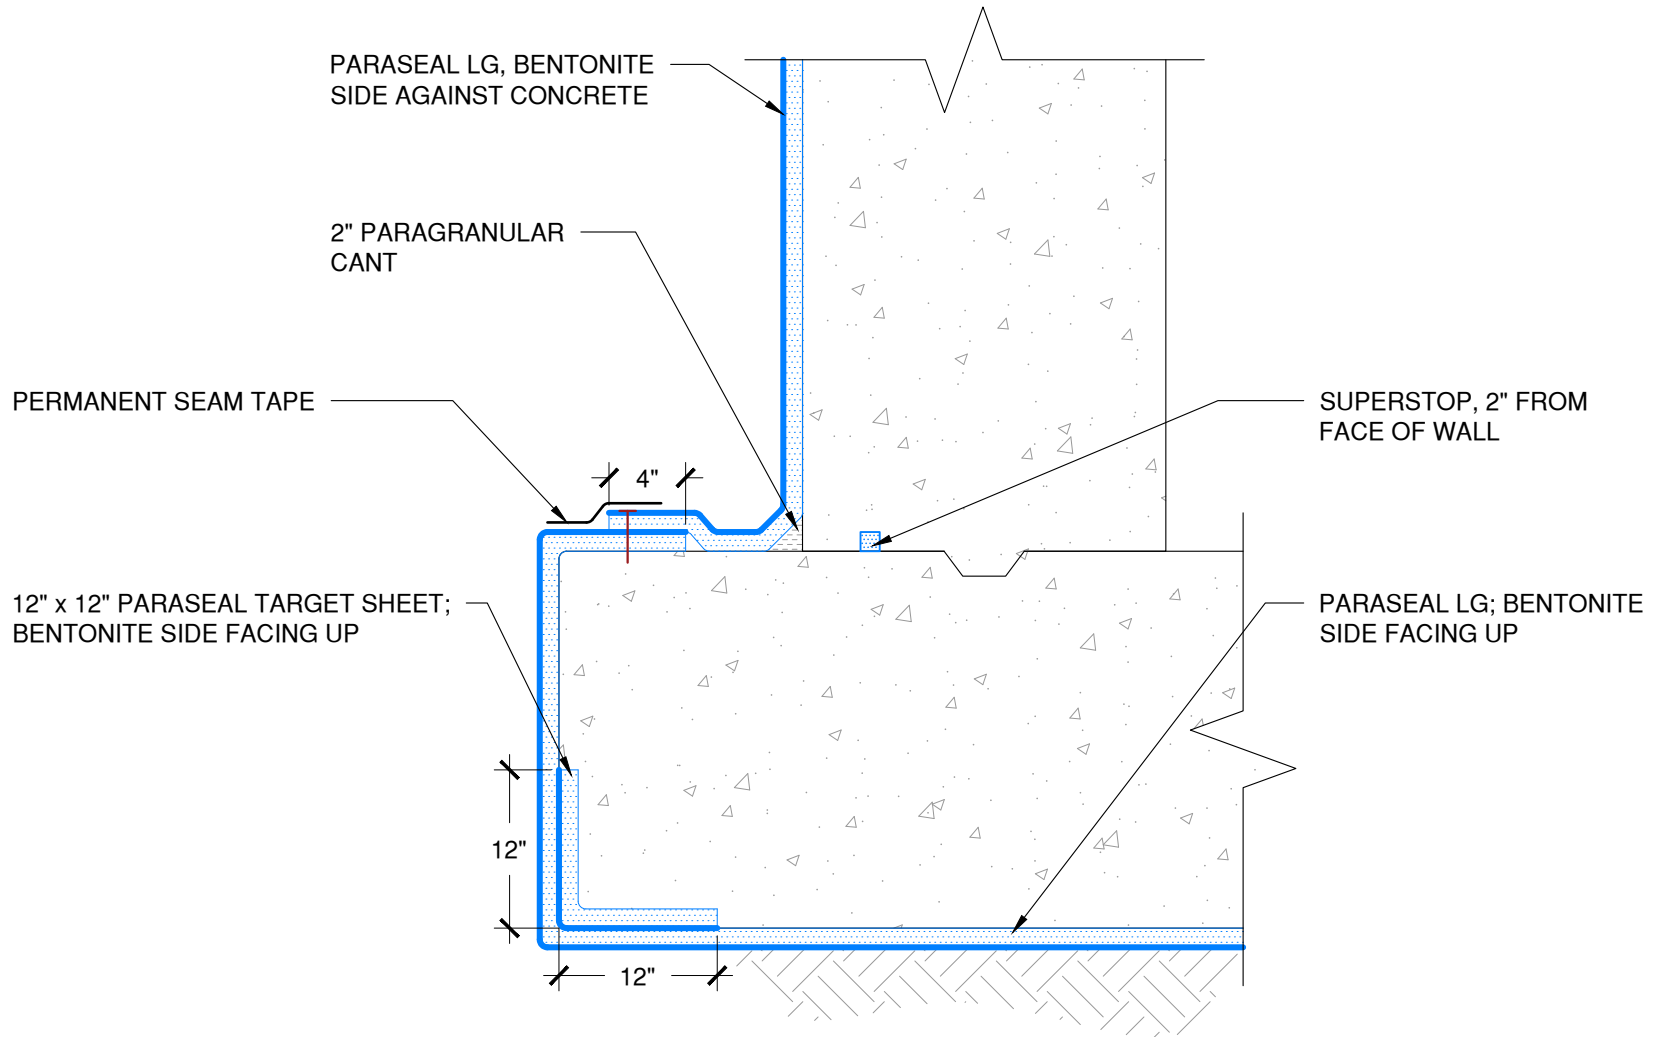 PARASEAL LG, BENTONITE
SIDE AGAINST CONCRETE
2" PARAGRANULAR
CANT
PERMANENT SEAM TAPE
SUPERSTOP, 2" FROM
FACE OF WALL
4"
12" x 12" PARASEAL TARGET SHEET;
BENTONITE SIDE FACING UP
PARASEAL LG; BENTONITE
SIDE FACING UP
12"
12"